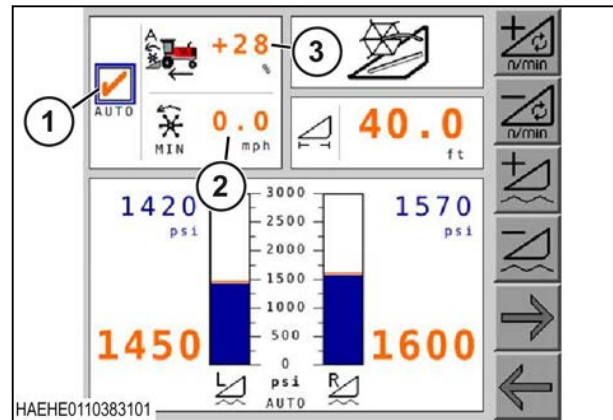 A
+28
%
3
1
AUTO
MIN
0.0
mph
2
40.0
ft
+
n/min
n/min
+
1420
psi
3000
2500
2000
1500
1000
500
0
1570
psi
1450
1600
L
psi
R
AUTO
HAEHE0110383101